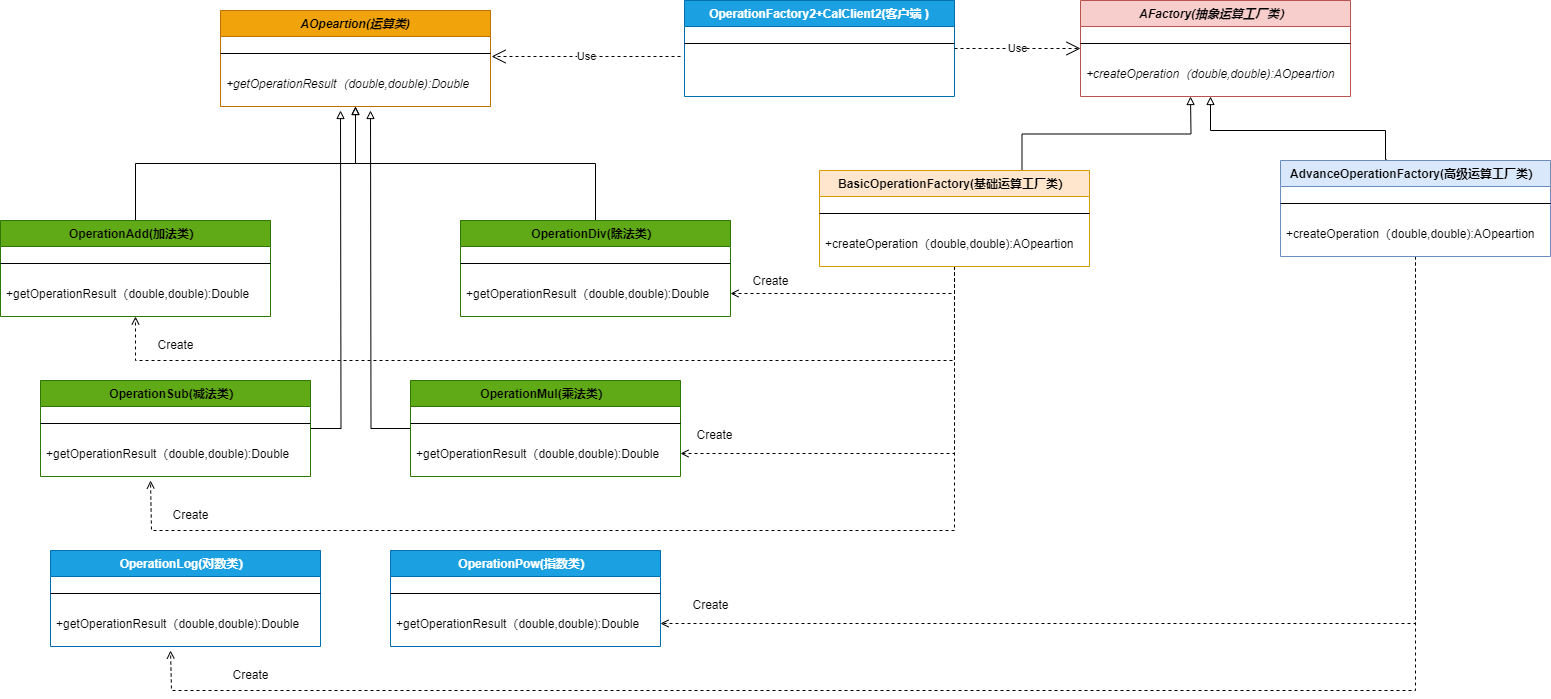 AOpeartion(运算类)
+getOperationResult（double,double):Double
Use
OperationFactory2+CalClient2(客户端 )
Use
AFactory(抽象运算工厂类)
+createOperation（double,double):AOpeartion
BasicOperationFactory(基础运算工厂类)
+createOperation（double,double):AOpeartion
AdvanceOperationFactory(高级运算工厂类)
+createOperation（double,double):AOpeartion
OperationAdd(加法类)
+getOperationResult（double,double):Double
OperationDiv(除法类)
+getOperationResult（double,double):Double
Create
Create
OperationSub(减法类)
+getOperationResult（double,double):Double
OperationMul(乘法类)
+getOperationResult（double,double):Double
Create
Create
OperationLog(对数类)
+getOperationResult（double,double):Double
OperationPow(指数类)
+getOperationResult（double,double):Double
Create
Create